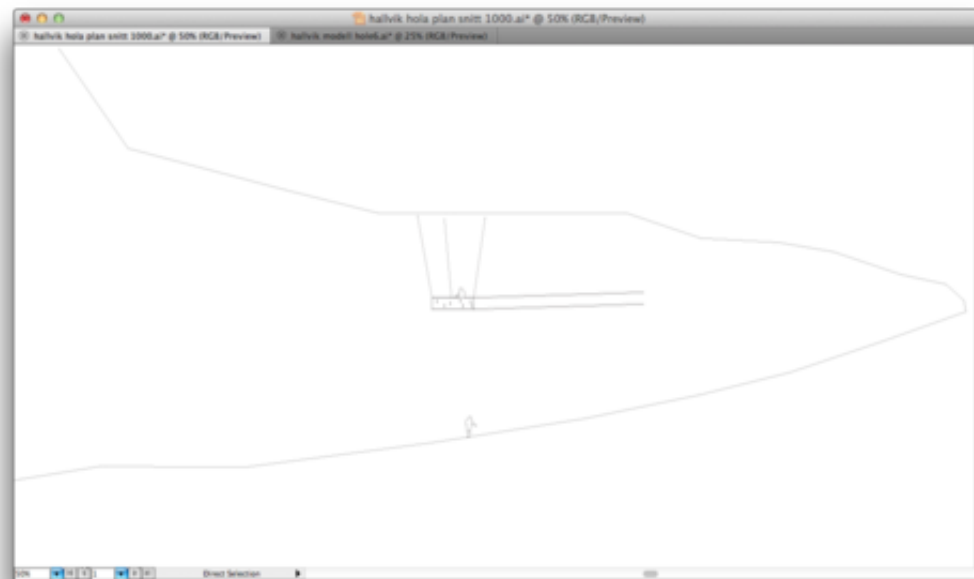 hallvik hola plan snitt 1000.ai* @ 50% (RGB/Preview)
hallvik hola plan snitt 1000.ai* @ 50% (RGB/Preview) hallvik modell hole6.ai* @ 25% (RGB/Preview)
50% 1 Direct Selection